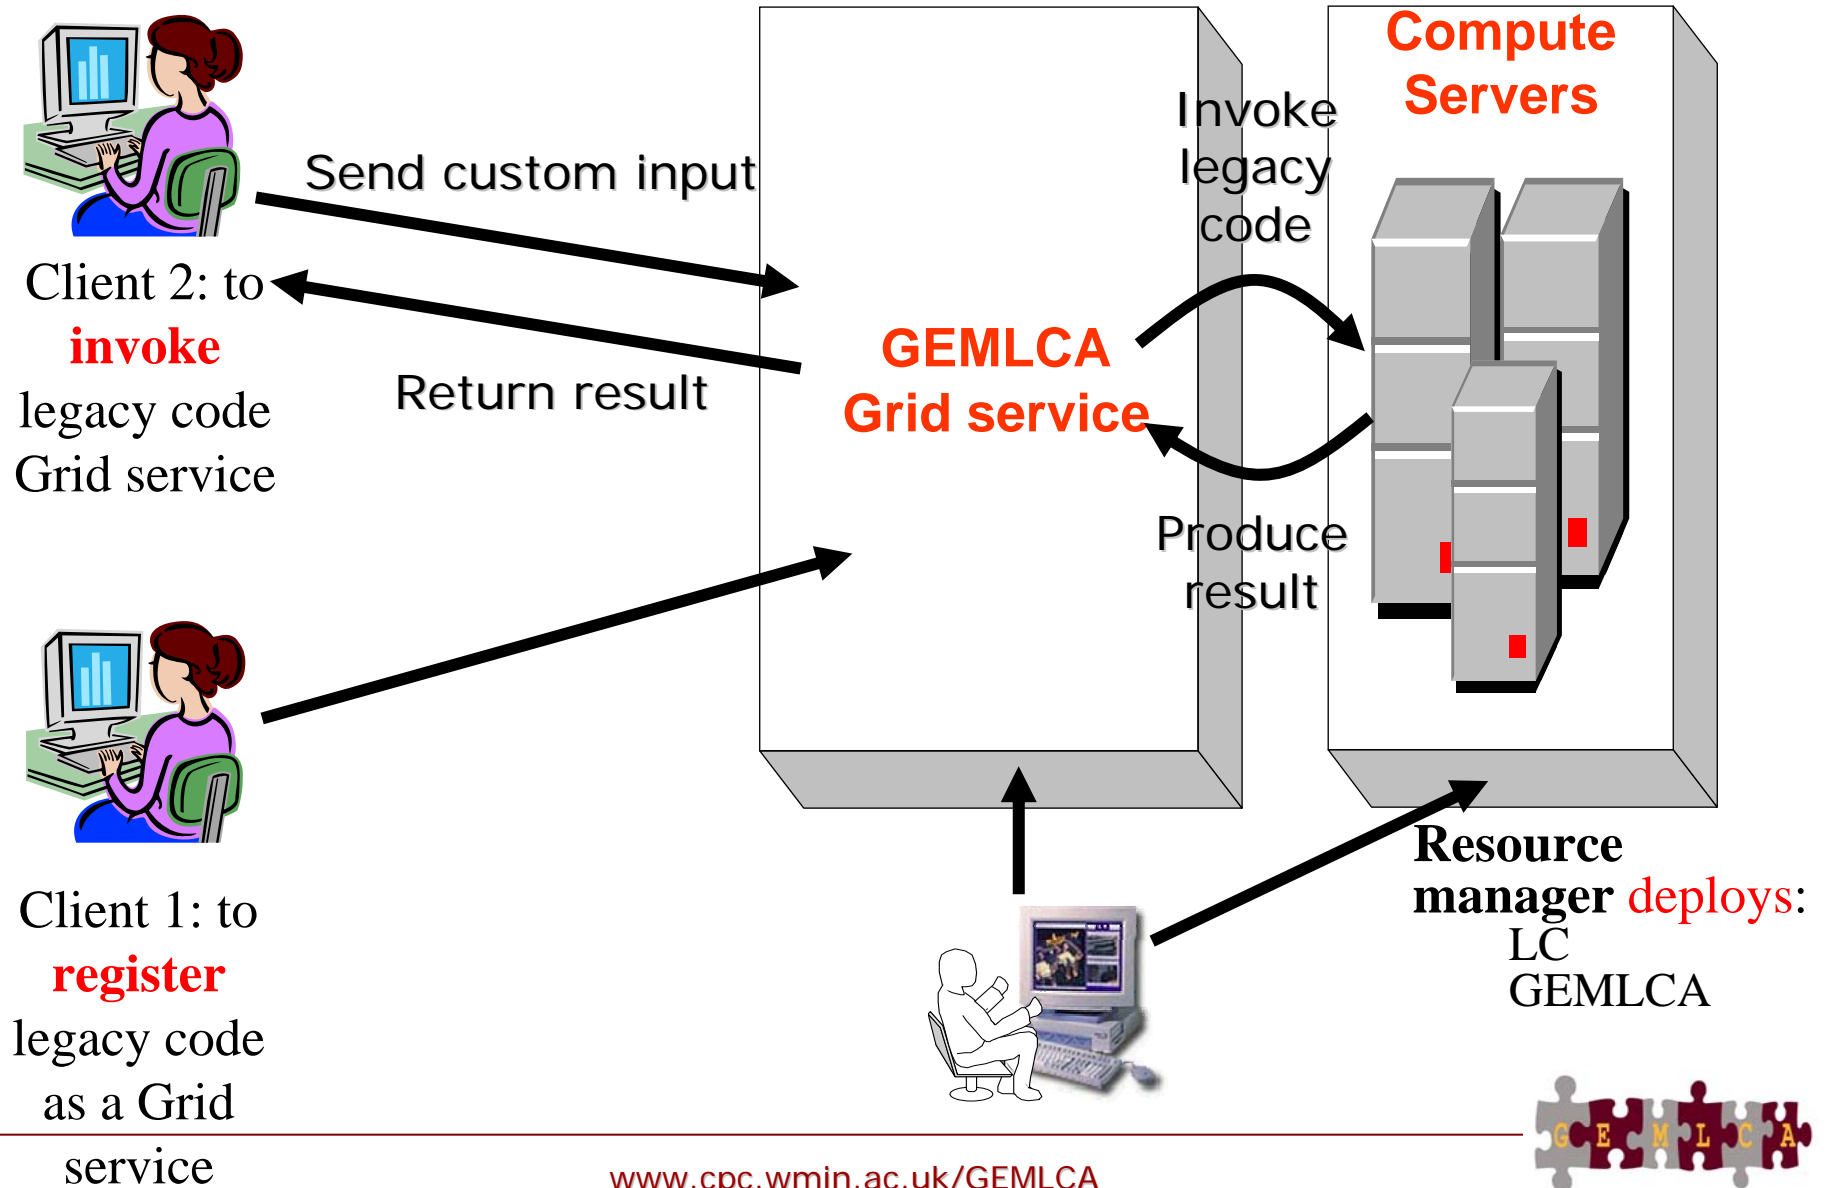 Compute
Servers
Invoke
legacy
code
Send custom input
Client 2: to
invoke
legacy code
Grid service
Return result
GEMLCA
Grid service
Produce
result
Client 1: to
register
legacy code
as a Grid
service
Resource
manager deploys:
LC
GEMLCA
GEMLCA
www.cpc.wmin.ac.uk/GEMLCA